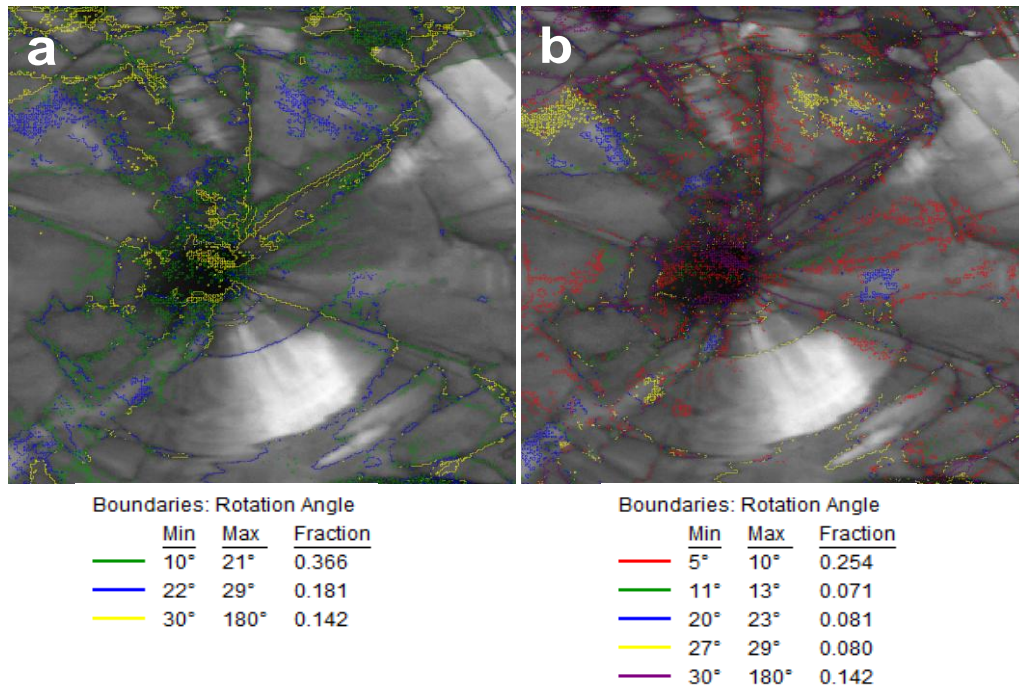 a
b
Boundaries: Rotation Angle
Min Max Fraction
10° 21° 0.366
22° 29° 0.181
30° 180° 0.142
Boundaries: Rotation Angle
Min Max Fraction
5° 10° 0.254
11° 13° 0.071
20° 23° 0.081
27° 29° 0.080
30° 180° 0.142